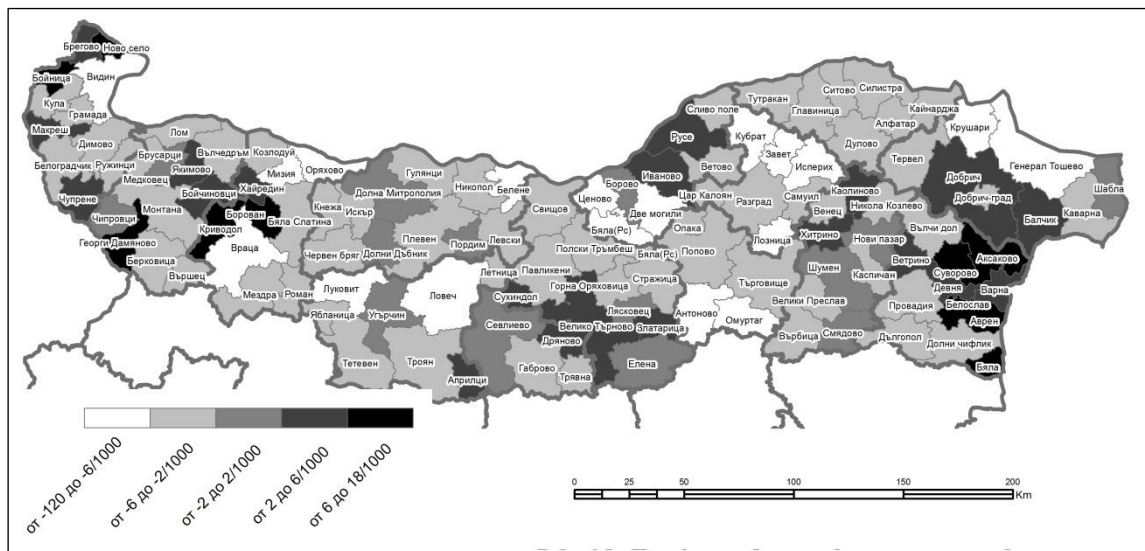 Брегово
Ново село
Бойница
Видин
Кула
Грамада
Макреш
Димово
Лом
Белоградчик
Ружинци
Брусарци
Вълчедръм
Козлодуй
Якимово
Мизия
Оряхово
Медковец
Чупрене
Бойчиновци
Хайредин
Чипровци
Монтана
Борован
Бяла Слатина
Криводол
Георги Дамяново
Враца
Берковица
Вършец
Мездра
Роман
Гулянци
Долна Митрополия
Никопол
Белене
Кнежа
Искър
Свищов
Плевен
Пордим
Левски
Червен бряг
Долни Дъбник
Луковит
Ловеч
Летница
Павликени
Полски Тръмбеш
Бяла(Рс)
Ябланица
Угърчин
Сухиндол
Горна Оряховица
Стражица
Севлиево
Лясковец
Велико Търново
Златарица
Дряново
Тетевен
Троян
Априлци
Габрово
Трявна
Елена
Сливо поле
Тутракан
Ситово
Силистра
Главиница
Кайнарджа
Алфатар
Русе
Кубрат
Завет
Исперих
Дулово
Крушари
Ветово
Тервел
Генерал Тошево
Иваново
Борово
Ценово
Две могили
Цар Калоян
Разград
Самуил
Каолиново
Венец
Никола Козлево
Добрич
Добрич-град
Шабла
Каварна
Балчик
Бяла(Рс)
Опака
Попово
Лозница
Хитрино
Нови пазар
Вълчи дол
Аксаково
Ветрино
Суворово
Шумен
Каспичан
Девня
Варна
Търговище
Провадия
Белослав
Велики Преслав
Аврен
Антоново
Омуртаг
Върбица
Смядово
Дългопол
Долни чифлик
Бяла
от -120 до -6/1000
от -6 до -2/1000
от -2 до 2/1000
от 2 до 6/1000
от 6 до 18/1000
0 25 50 100 150 200
Km